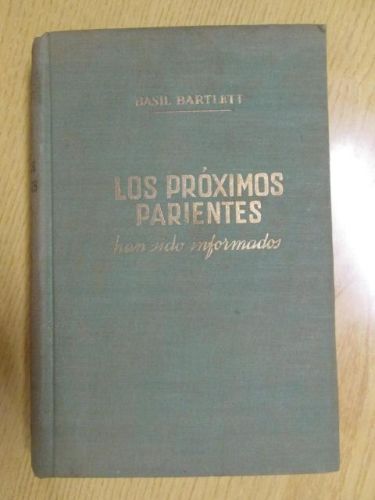 BASIL BARTLETT
LOS PRÓXIMOS
PARIENTES
han sido informados